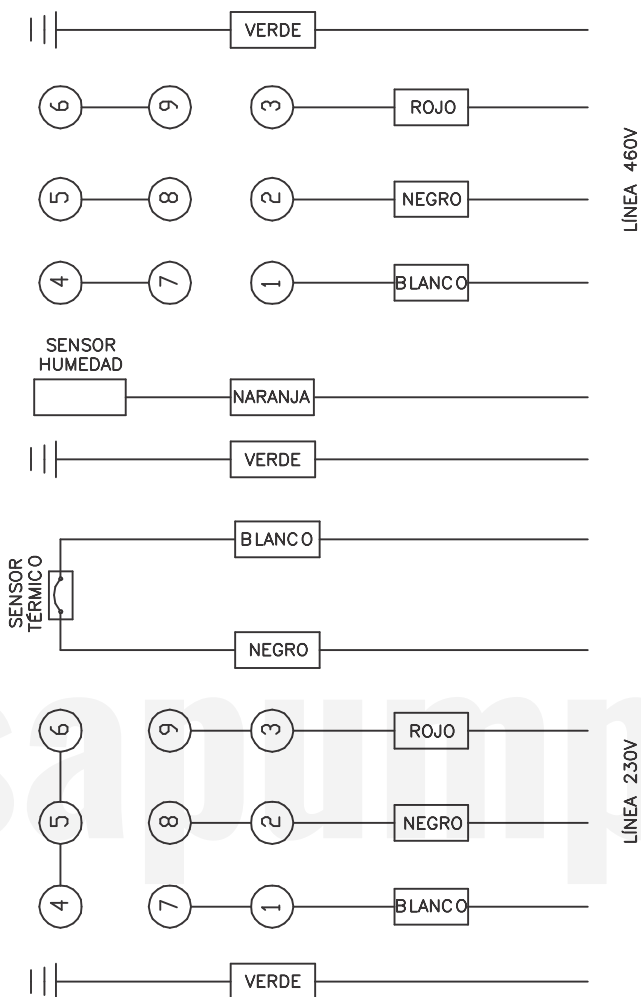 VERDE
6 9 3 ROJO
5 8 2 NEGRO
4 7 1 BLANCO
LÍNEA 460V
SENSOR
HUMEDAD
NARANJA
VERDE
BLANCO
SENSOR
TÉRMICO
NEGRO
6 9 3 ROJO
5 8 2 NEGRO
4 7 1 BLANCO
LÍNEA 230V
VERDE
sapump